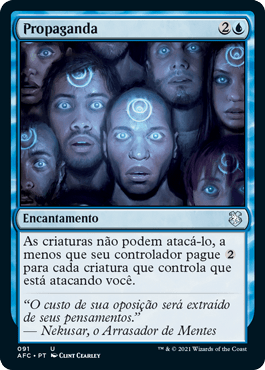 Propaganda 2
Encantamento
As criaturas não podem atacá-lo, a
menos que seu controlador pague 2
para cada criatura que controla que
está atacando você.
“O custo de sua oposição será extraído
de seus pensamentos.”
— Nekusar, o Arrasador de Mentes
091 U
AFC • PT CLINT CEARLEY
™ & © 2021 Wizards of the Coast